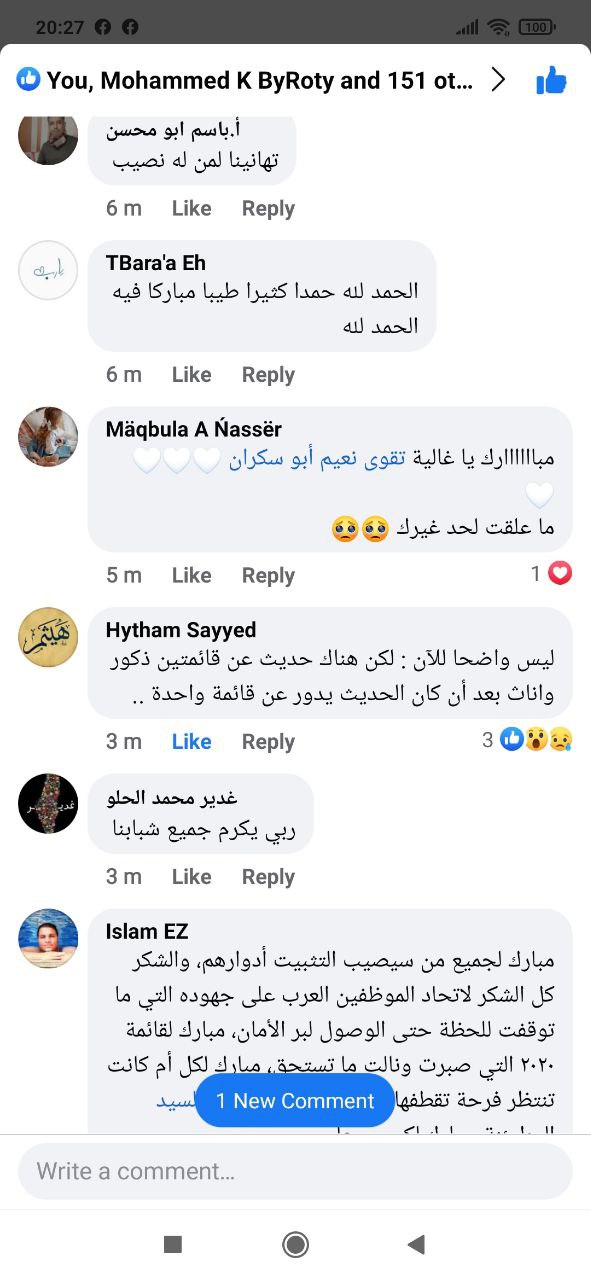 20:27
100
You, Mohammed K ByRoty and 151 ot...
أ.باسم ابو محسن
تهانينا لمن له نصيب
6 m Like Reply
TBara'a Eh
الحمد لله حمدا كثيرا طيبا مباركا فيه
الحمد لله
6 m Like Reply
Mäqbula A Ńassër
مباااااارك يا غالية تقوى نعيم أبو سكران 🤍🤍🤍
🤍
ما علقت لحد غيرك 🥺🥺
5 m Like Reply 1
هيثم
Hytham Sayyed
ليس واضحا للآن : لكن هناك حديث عن قائمتين ذكور
واناث بعد أن كان الحديث يدور عن قائمة واحدة ..
3 m Like Reply 3
غدير محمد الحلو
ربي يكرم جميع شبابنا
3 m Like Reply
Islam EZ
مبارك لجميع من سيصيب التثبيت أدوارهم، والشكر
كل الشكر لاتحاد الموظفين العرب على جهوده التي ما
توقفت للحظة حتى الوصول لبر الأمان، مبارك لقائمة
٢٠٢٠ التي صبرت ونالت ما تستحق، مبارك لكل أم كانت
تنتظر فرحة تقطفها
1 New Comment
Write a comment...